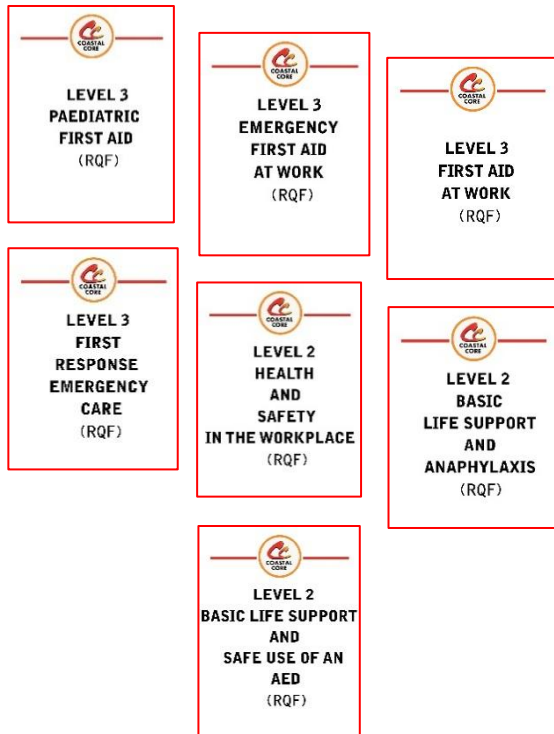 COASTAL
CORE
LEVEL 3
PAEDIATRIC
FIRST AID
(RQF)
COASTAL
CORE
LEVEL 3
EMERGENCY
FIRST AID
AT WORK
(RQF)
COASTAL
CORE
LEVEL 3
FIRST AID
AT WORK
(RQF)
COASTAL
CORE
LEVEL 3
FIRST
RESPONSE
EMERGENCY
CARE
(RQF)
COASTAL
CORE
LEVEL 2
HEALTH
AND
SAFETY
IN THE WORKPLACE
(RQF)
COASTAL
CORE
LEVEL 2
BASIC
LIFE SUPPORT
AND
ANAPHYLAXIS
(RQF)
COASTAL
CORE
LEVEL 2
BASIC LIFE SUPPORT
AND
SAFE USE OF AN
AED
(RQF)